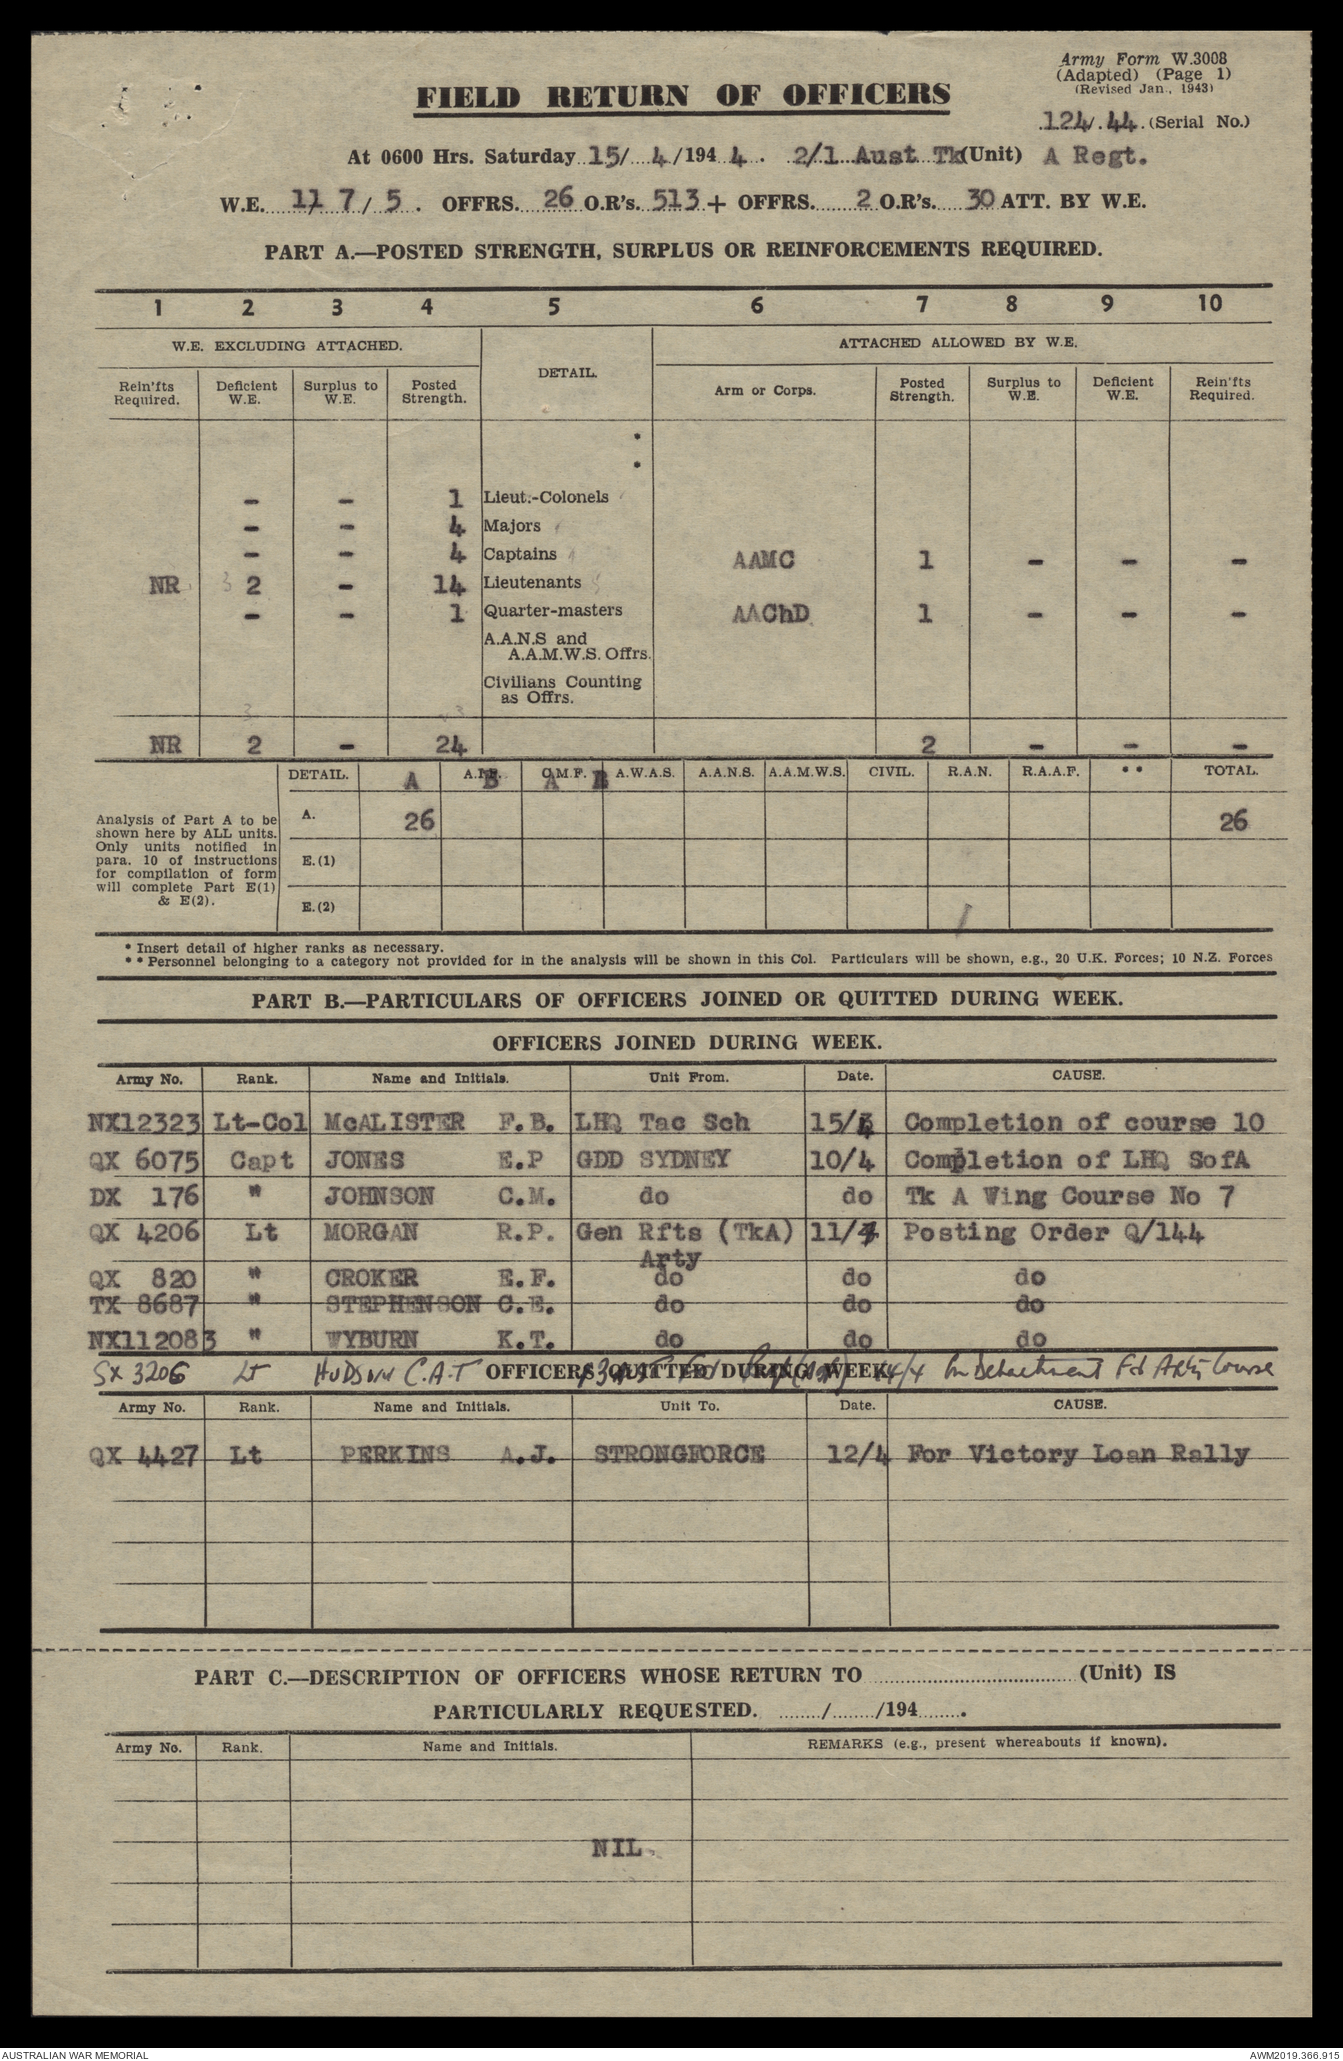 Army Form W.3008
(Adapted) (Page 1)
(Revised Jan., 1943)
FIELD RETURN OF OFFICERS
124/.44.(Serial No.)
At 0600 Hrs. Saturday 15/ 4/194 4. 2/1 Aust Tk(Unit) A Regt.
W.E. 11 7/ 5 . OFFRS. 26 O.R's. 513 + OFFRS. 2 O.R's. 30 ATT. BY W.E.
PART A.—POSTED STRENGTH, SURPLUS OR REINFORCEMENTS REQUIRED.
1 2 3 4 5 6 7 8 9 10
W.E. EXCLUDING ATTACHED. DETAIL. ATTACHED ALLOWED BY W.E.
Rein'fts Required. Deficient W.E. Surplus to W.E. Posted Strength. Arm or Corps. Posted Strength. Surplus to W.E. Deficient W.E. Rein'fts Required.
*
*
- - 1 Lieut.-Colonels
- - 4 Majors
- - 4 Captains AAMC 1 - - -
NR 3 2 - 14 Lieutenants
- - 1 Quarter-masters AAChD 1 - - -
A.A.N.S and
A.A.M.W.S. Offrs.
Civilians Counting
as Offrs.
3
NR 2 - 24 2 - - -
DETAIL. A A.I.F. B A C.M.F. B A.W.A.S. A.A.N.S. A.A.M.W.S. CIVIL. R.A.N. R.A.A.F. ** TOTAL.
Analysis of Part A to be
shown here by ALL units.
Only units notified in
para. 10 of instructions
for compilation of form
will complete Part E(1)
& E(2).
A. 26 26
E.(1)
E.(2)
* Insert detail of higher ranks as necessary.
** Personnel belonging to a category not provided for in the analysis will be shown in this Col. Particulars will be shown, e.g., 20 U.K. Forces; 10 N.Z. Forces
PART B.—PARTICULARS OF OFFICERS JOINED OR QUITTED DURING WEEK.
OFFICERS JOINED DURING WEEK.
Army No. Rank. Name and Initials. Unit From. Date. CAUSE.
NX12323 Lt-Col McALISTER F.B. LHQ Tac Sch 15/4 Completion of course 10
QX 6075 Capt JONES E.P GDD SYDNEY 10/4 Completion of LHQ SofA
DX 176 " JOHNSON C.M. do do Tk A Wing Course No 7
QX 4206 Lt MORGAN R.P. Gen Rfts (TkA) 11/4 Posting Order Q/144
Arty
QX 820 " CROKER E.F. do do do
TX 8687 " STEPHENSON C.E. do do do
NX112083 " WYBURN K.T. do do do
OFFICERS QUITTED DURING WEEK.
SX 3206 Lt HUDSON C.A.T 14/4 On Detachment Fd Arty Course
Army No. Rank. Name and Initials. Unit To. Date. CAUSE.
QX 4427 Lt PERKINS A.J. STRONGFORCE 12/4 For Victory Loan Rally
PART C.—DESCRIPTION OF OFFICERS WHOSE RETURN TO .................... (Unit) IS
PARTICULARLY REQUESTED. ......../......../194........
Army No. Rank. Name and Initials. REMARKS (e.g., present whereabouts if known).
NIL
AUSTRALIAN WAR MEMORIAL
AWM2019.366.915